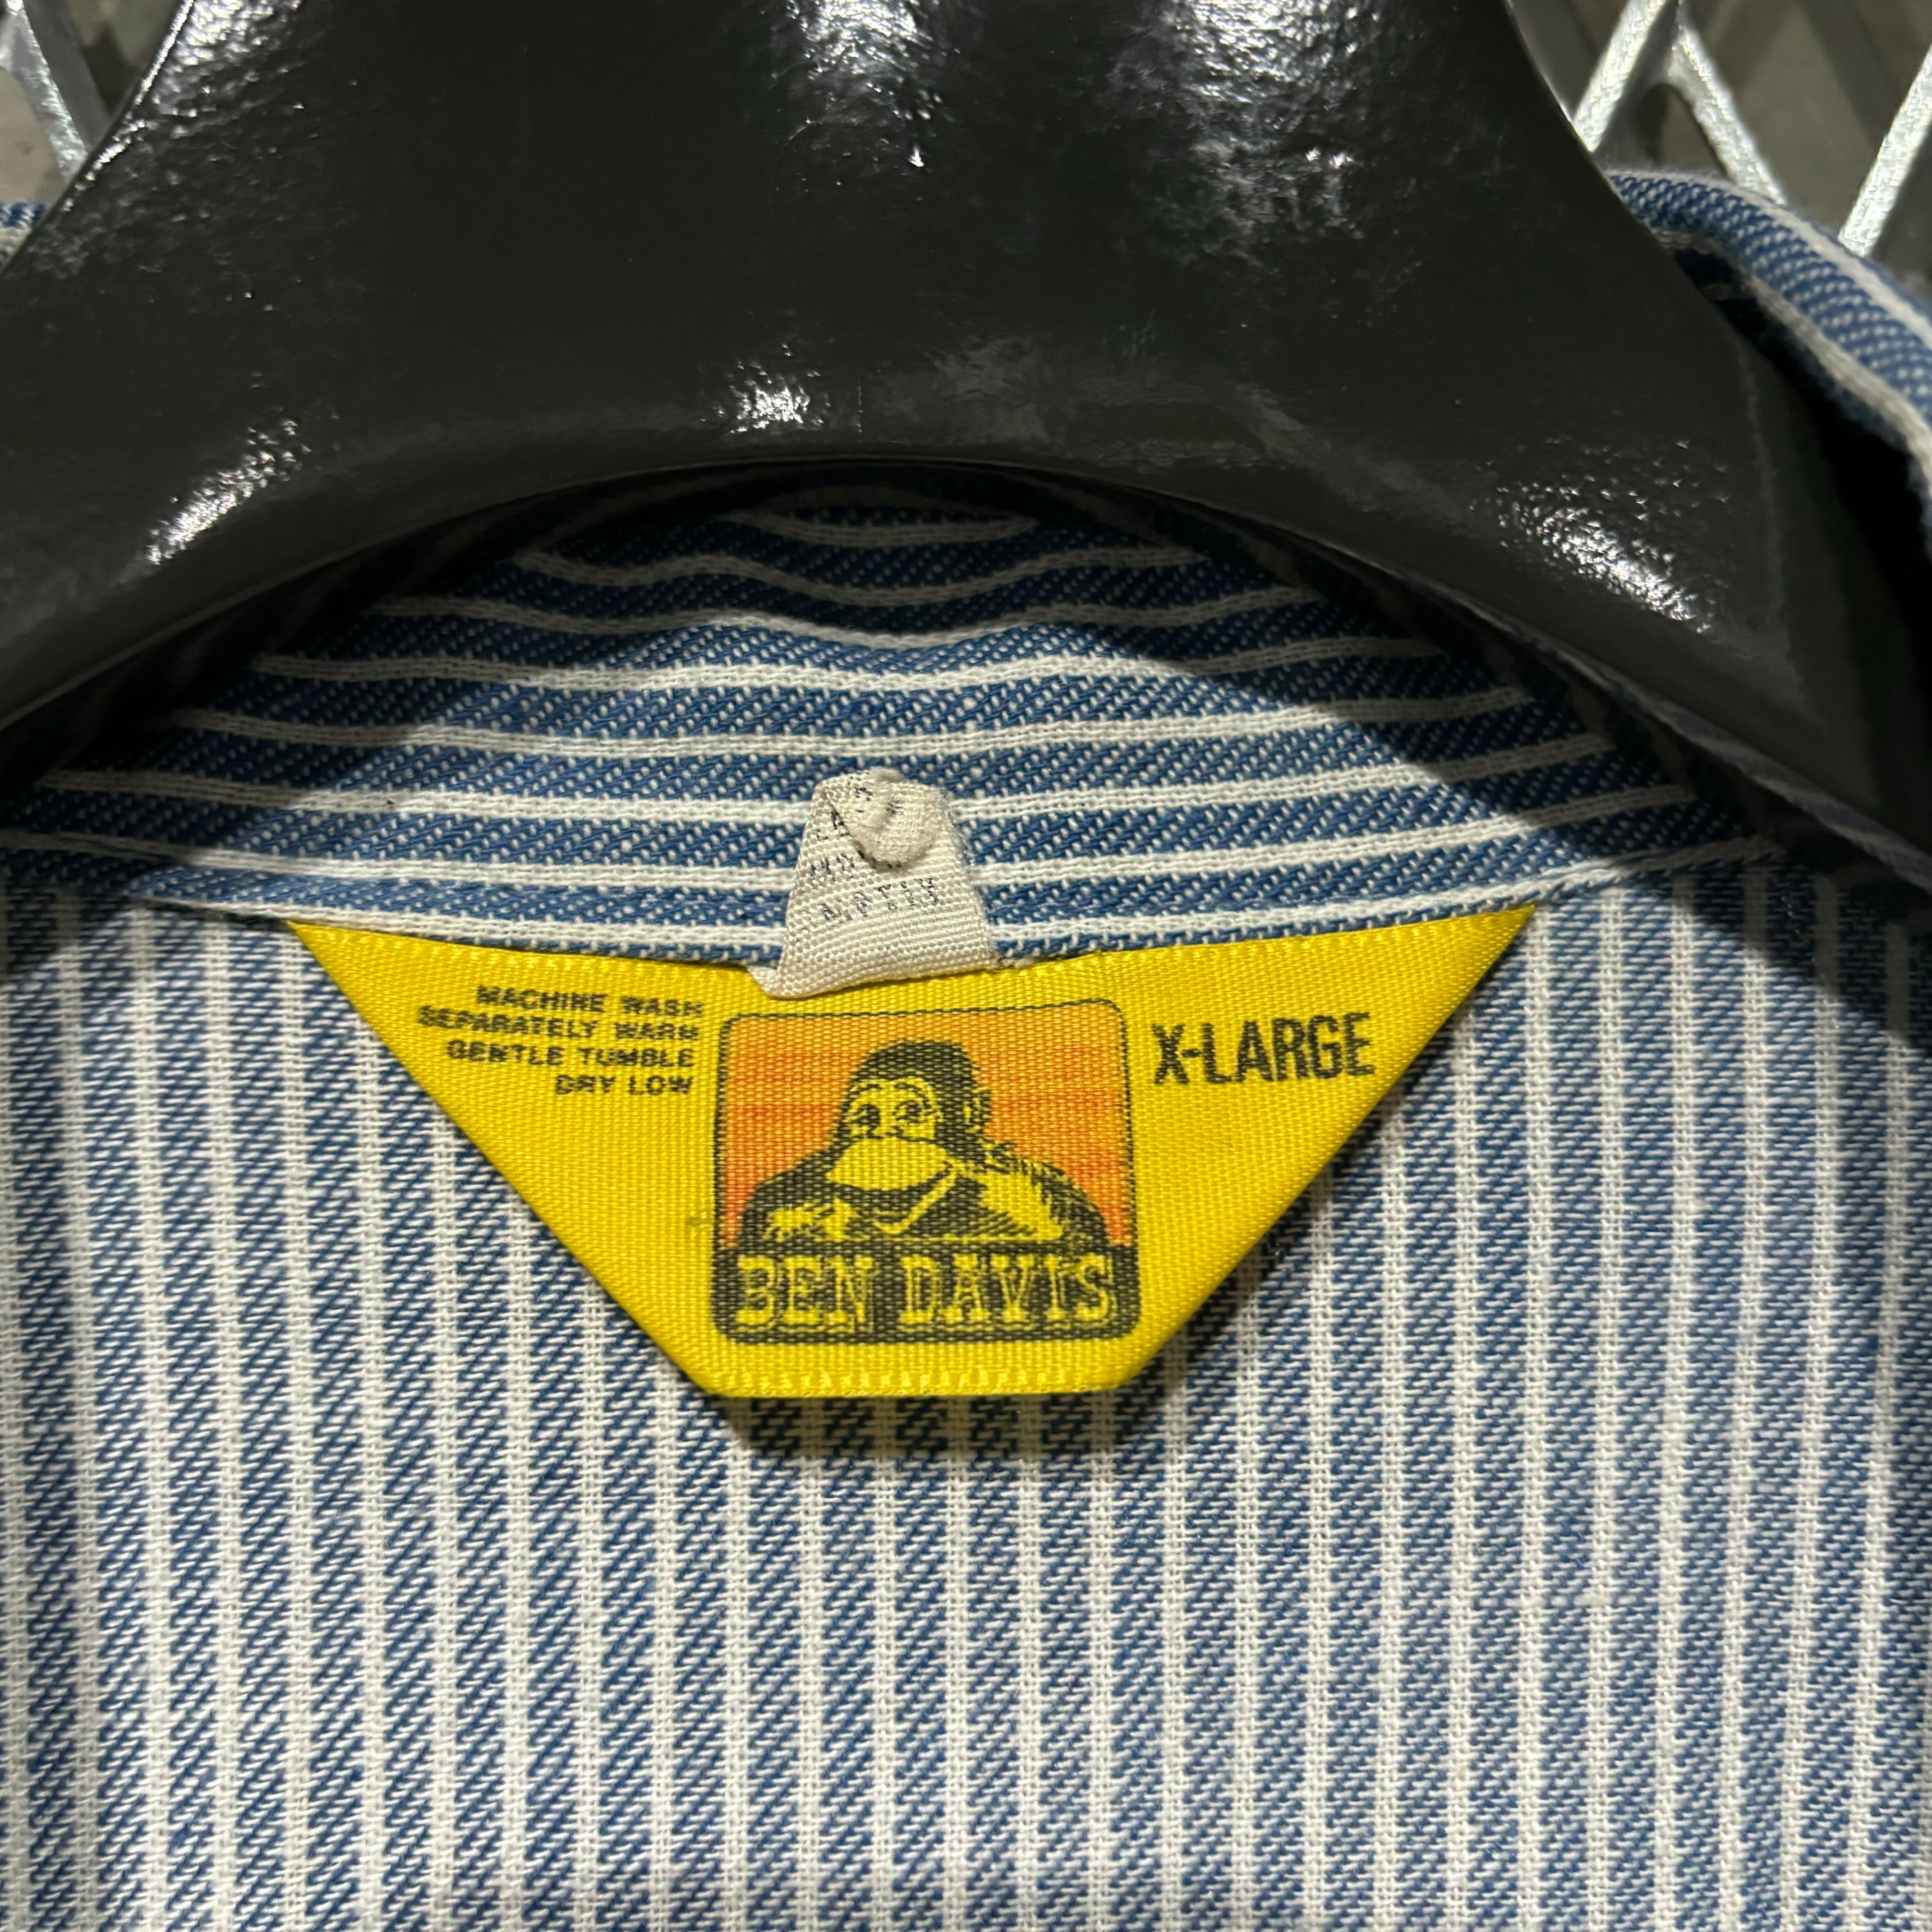 MACHINE WASH
SEPARATELY WARM
GENTLE TUMBLE
DRY LOW
X-LARGE
BEN DAVIS